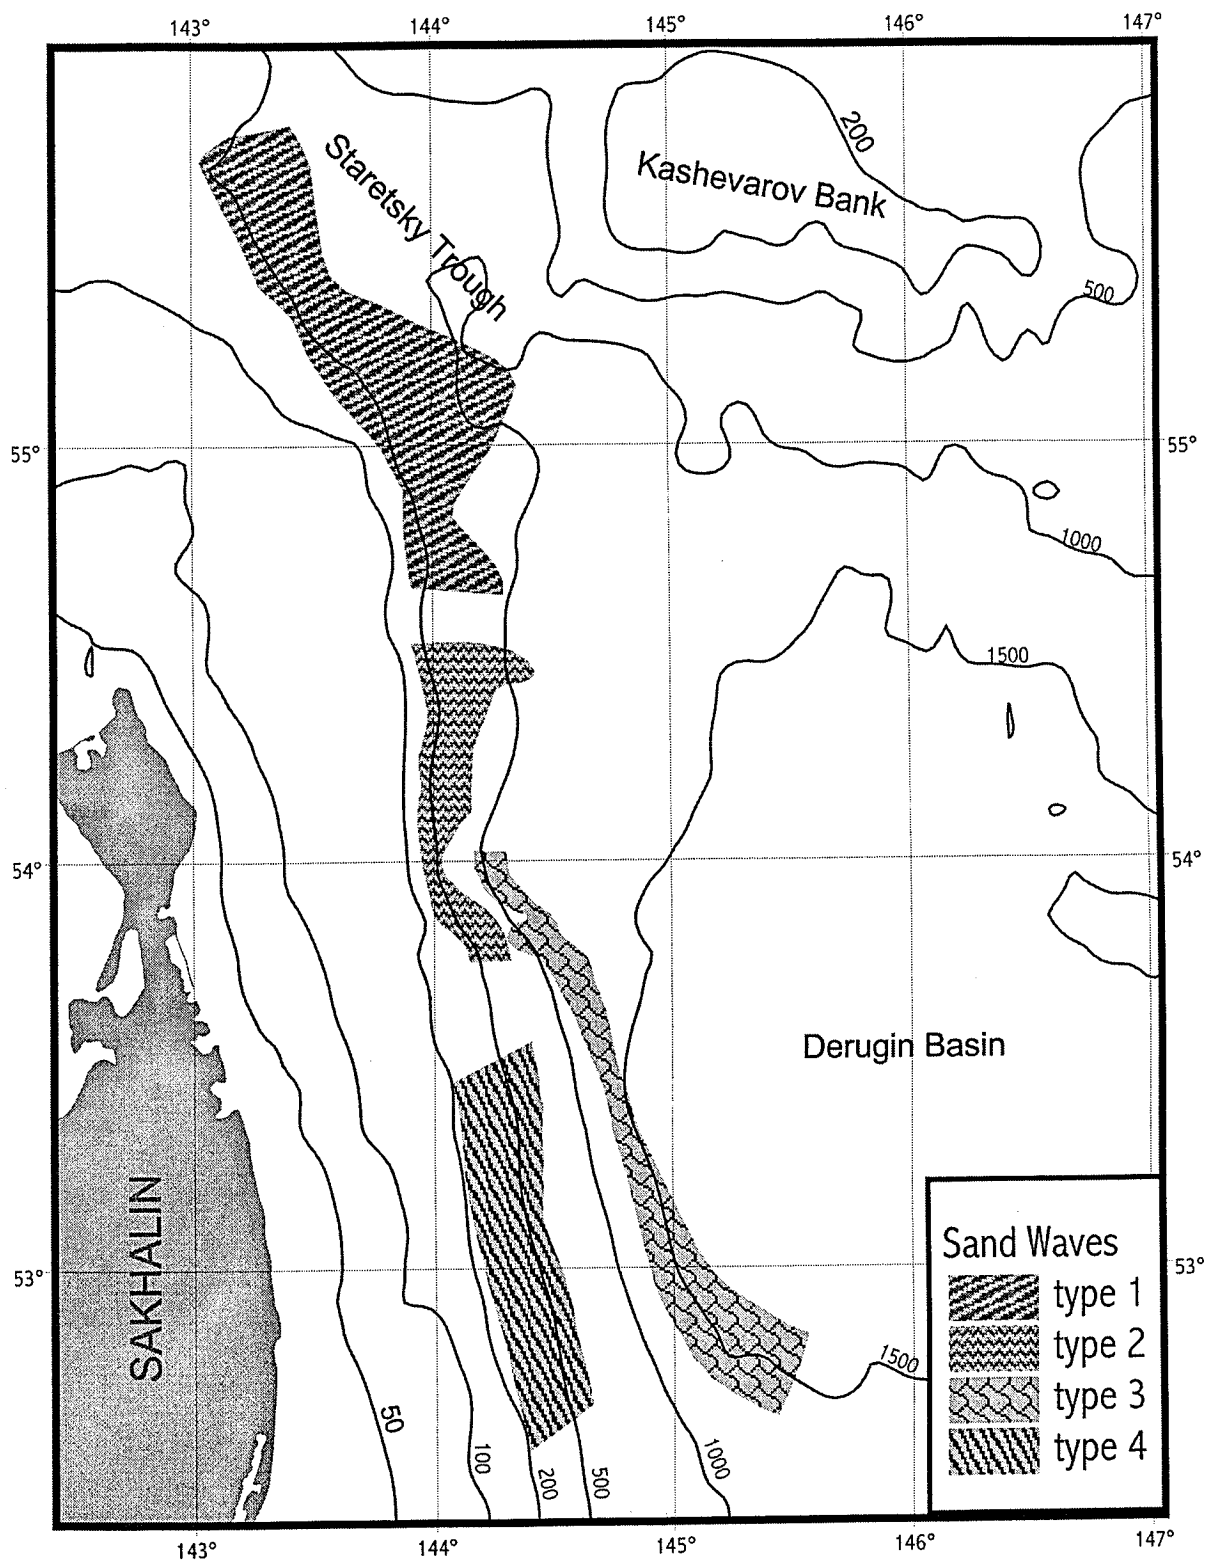 143° 144° 145° 146° 147°
200
Kashevarov Bank
Staretsky Trough
500
55° 55°
1000
1500
54° 54°
Derugin Basin
SAKHALIN
53° 53°
Sand Waves
type 1
type 2
type 3
type 4
1500
50
100
200
500
1000
143° 144° 145° 146° 147°